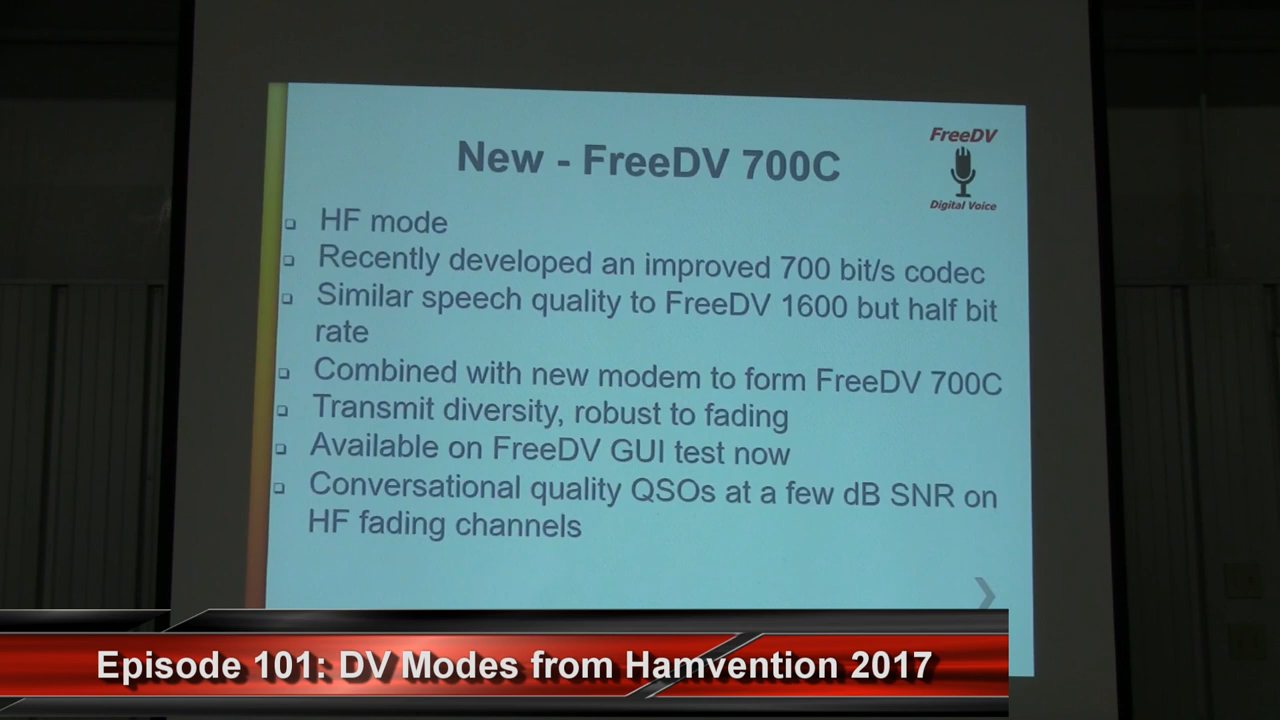 New - FreeDV 700C
FreeDV
Digital Voice
HF mode
Recently developed an improved 700 bit/s codec
Similar speech quality to FreeDV 1600 but half bit
rate
Combined with new modem to form FreeDV 700C
Transmit diversity, robust to fading
Available on FreeDV GUI test now
Conversational quality QSOs at a few dB SNR on
HF fading channels
Episode 101: DV Modes from Hamvention 2017